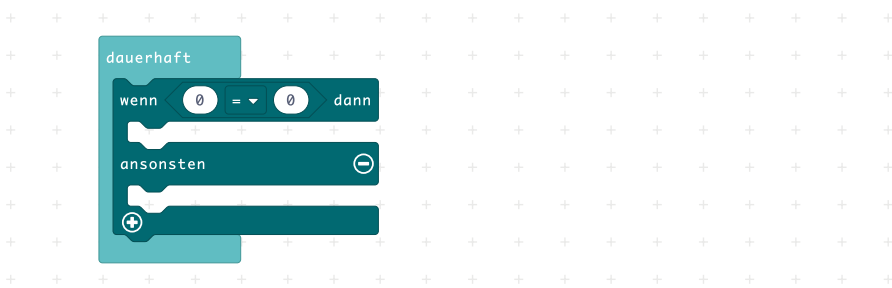 dauerhaft
wenn 0 = 0 dann
ansonsten